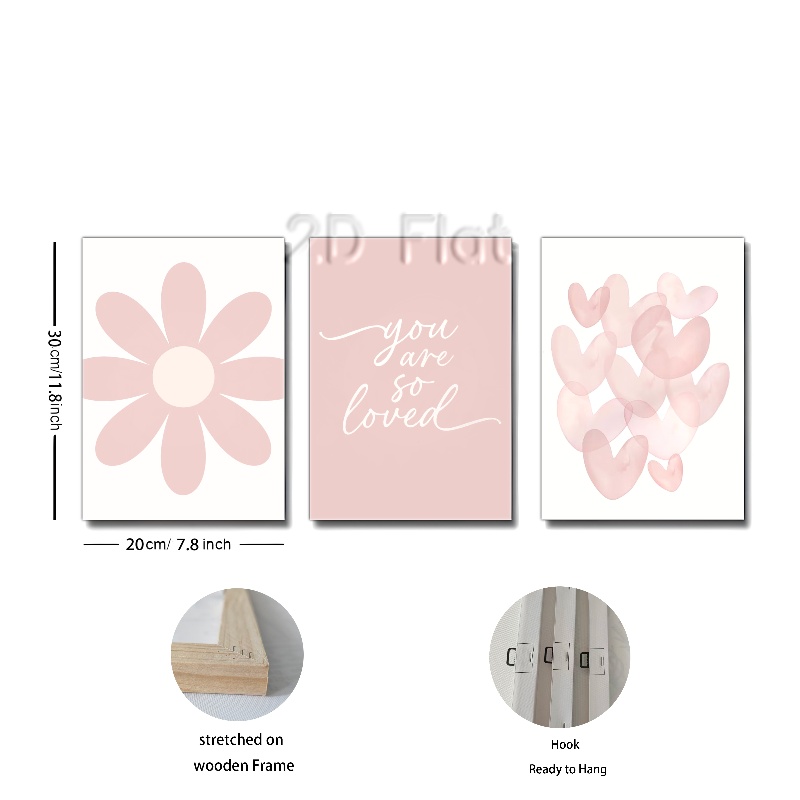 2D Flat
you
are
so
loved
30cm/11.8inch
20cm/ 7.8 inch
stretched on
wooden Frame
Hook
Ready to Hang